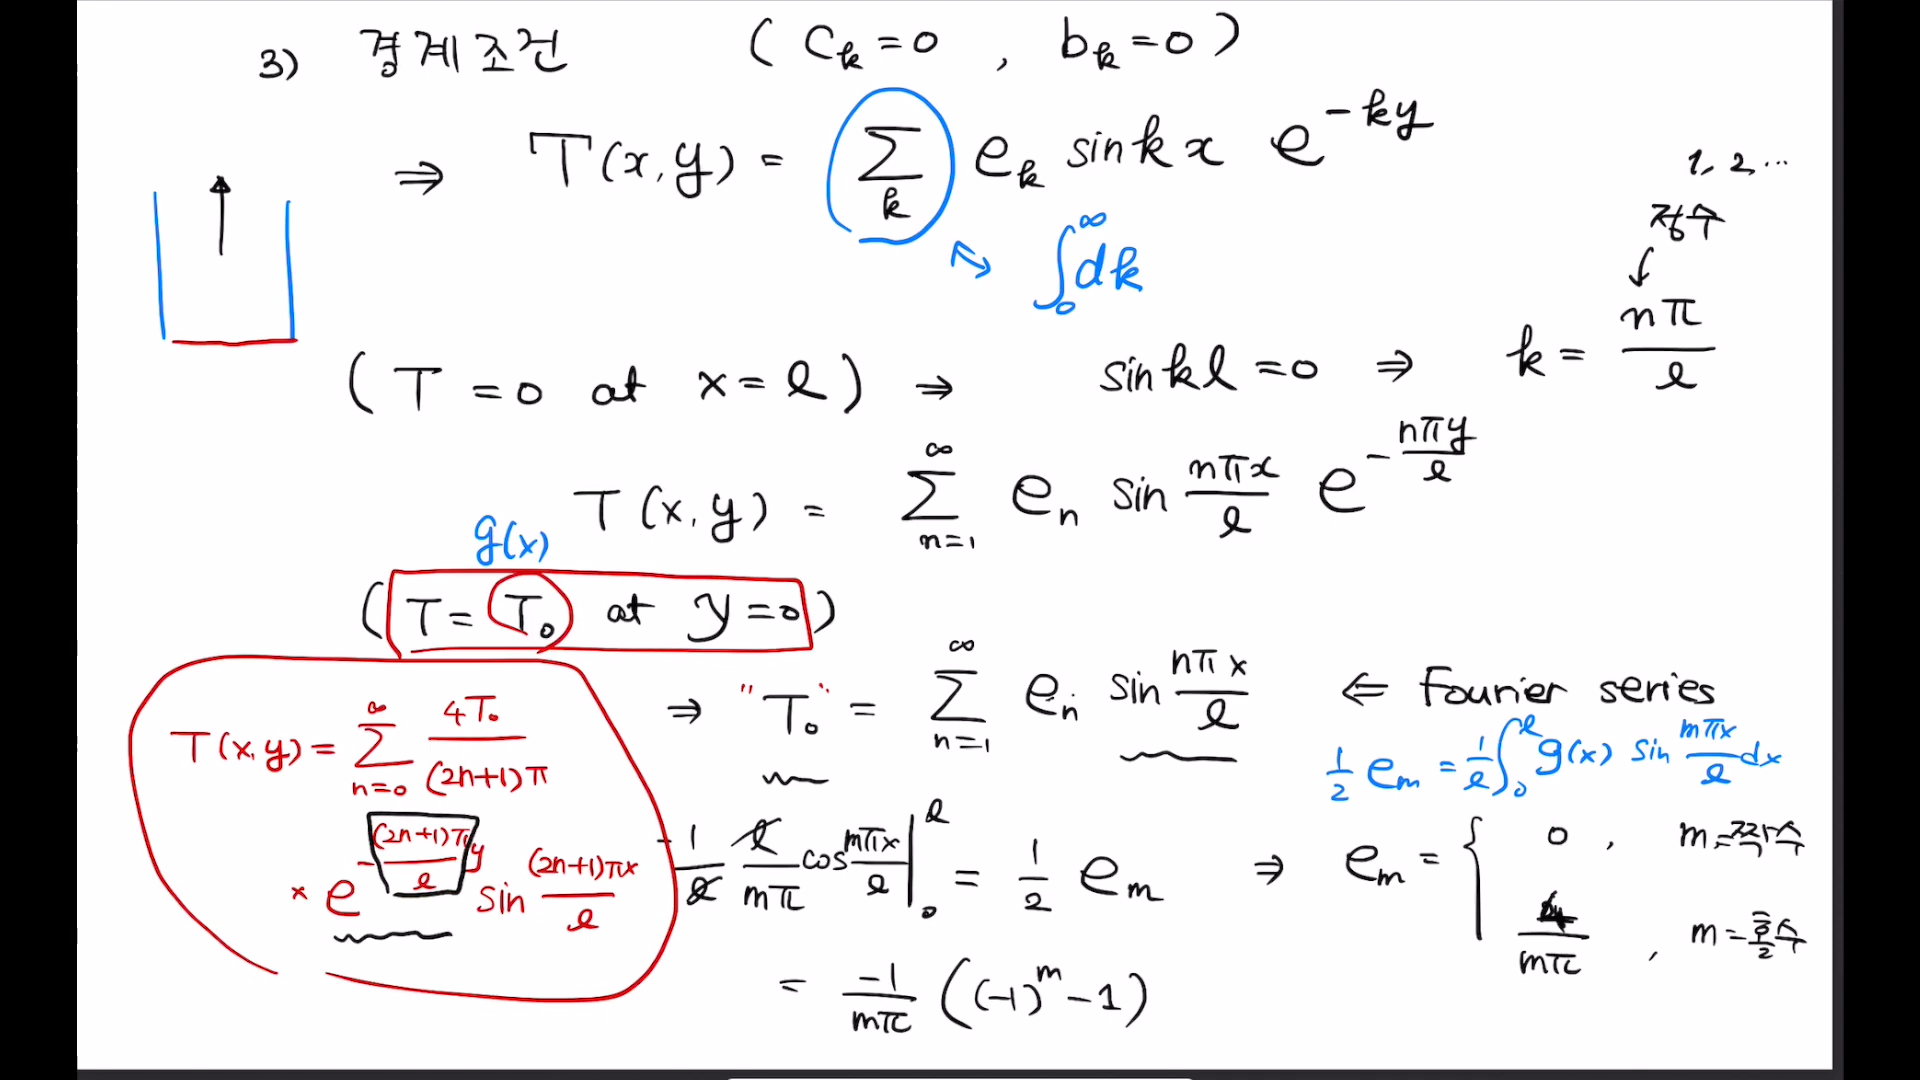 3) 경계조건 ( C_k = 0 , b_k = 0 )
⇒ T(x,y) = Σ_k e_k sinkx e^{-ky}
↔ ∫_0^∞ dk
1, 2, ...
정수
↓
( T = 0 at x = l ) ⇒ sinkl = 0 ⇒ k = nπ/l
T(x,y) = Σ_{n=1}^∞ e_n sin nπx/l e^{-nπy/l}
g(x)
( T = T_0 at y = 0 )
⇒ "T_0" = Σ_{n=1}^∞ e_n sin nπx/l ⇐ Fourier series
1/2 e_m = 1/l ∫_0^l g(x) sin mπx/l dx
T(x,y) = Σ_{n=0}^∞ 4T_0/(2n+1)π
× e^{-(2n+1)πy/l} sin (2n+1)πx/l
-1/l l/mπ cos mπx/l |_0^l = 1/2 e_m ⇒ e_m = { 0 , m = 짝수
4/mπ , m = 홀수
= -1/mπ ((-1)^m - 1)